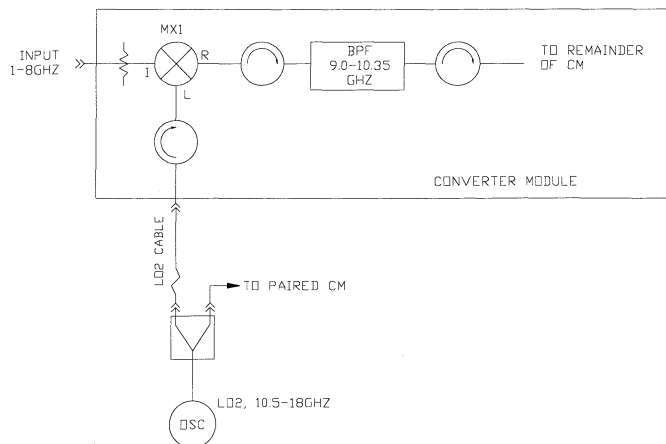 MX1
INPUT
1-8GHZ
I
R
L
BPF
9.0-10.35
GHZ
TO REMAINDER
OF CM
CONVERTER MODULE
LO2 CABLE
TO PAIRED CM
LO2, 10.5-18GHZ
OSC